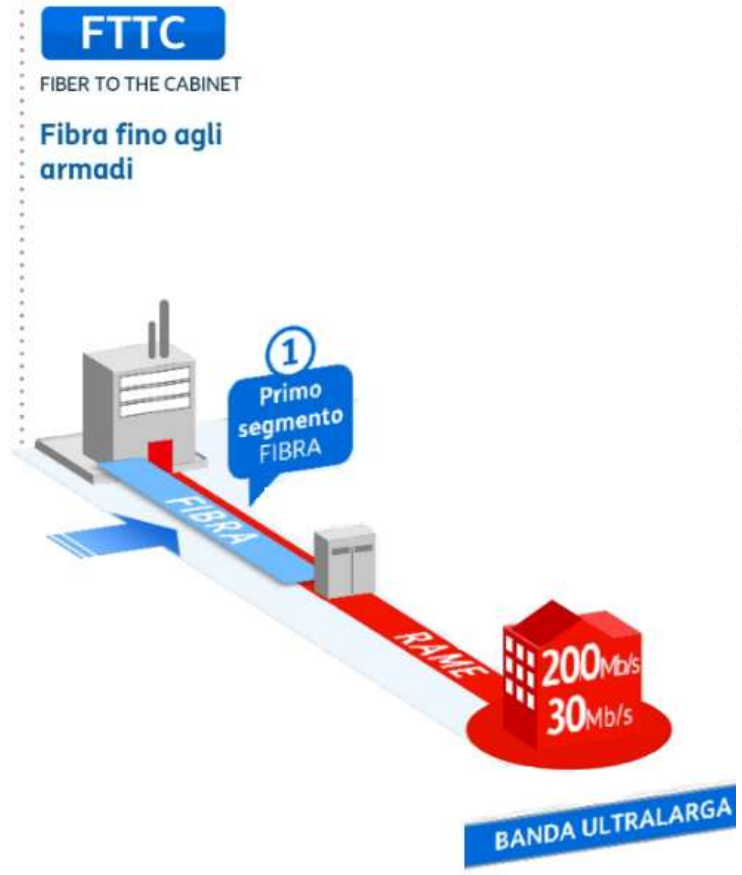 FTTC
FIBER TO THE CABINET
Fibra fino agli
armadi
1
Primo
segmento
FIBRA
FIBRA
RAME
200Mb/s
30Mb/s
BANDA ULTRALARGA